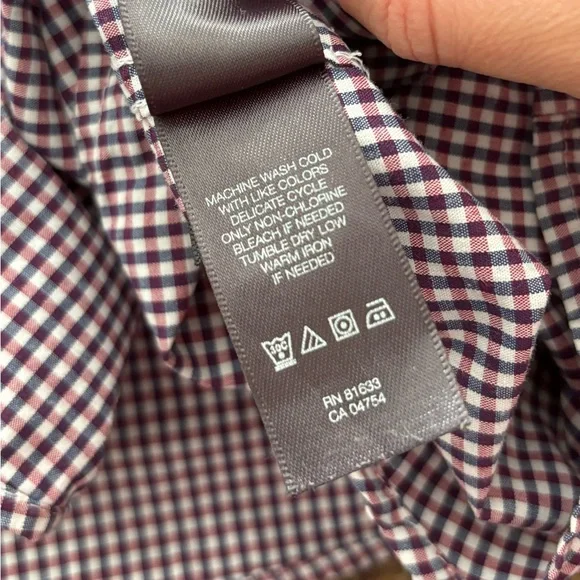 MACHINE WASH COLD
WITH LIKE COLORS
DELICATE CYCLE
ONLY NON-CHLORINE
BLEACH IF NEEDED
TUMBLE DRY LOW
WARM IRON
IF NEEDED
30C
RN 81633
CA 04754